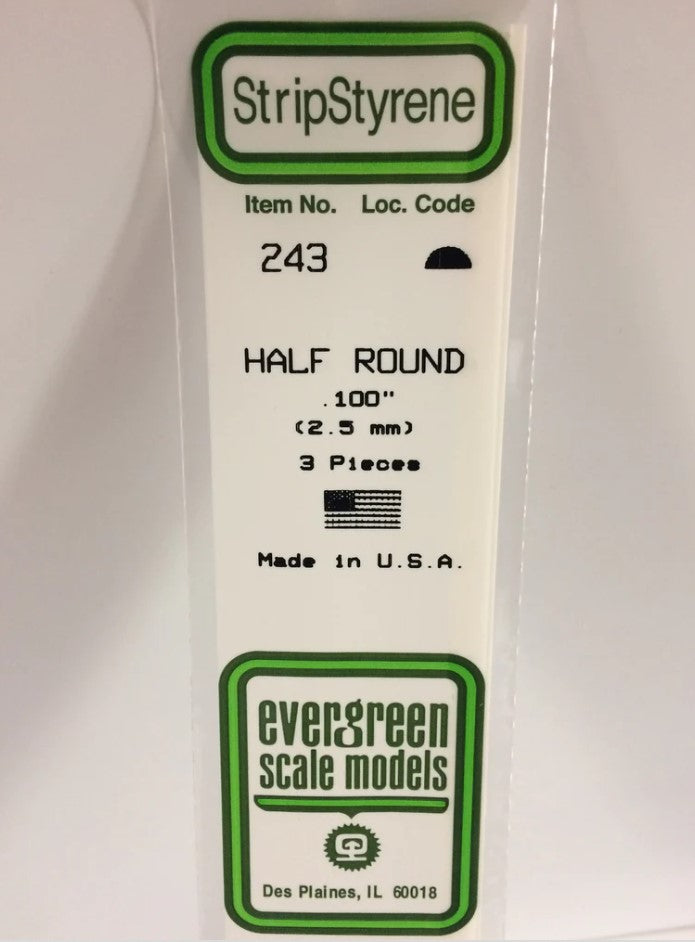 StripStyrene
Item No. Loc. Code
243
HALF ROUND
.100"
(2.5 mm)
3 Pieces
Made in U.S.A.
evergreen
scale models
Des Plaines, IL 60018